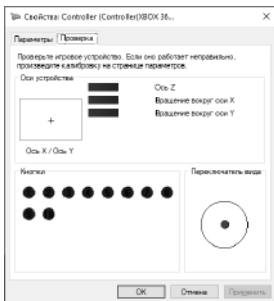 Свойства: Controller (Controller(XBOX 36...
Параметры
Проверка
Проверьте игровое устройство. Если оно работает неправильно,
произведите калибровку на странице параметров.
Оси устройства
Ось Z
Вращение вокруг оси X
Вращение вокруг оси Y
Ось X / Ось Y
Кнопки
Переключатель вида
OK
Отмена
Применить